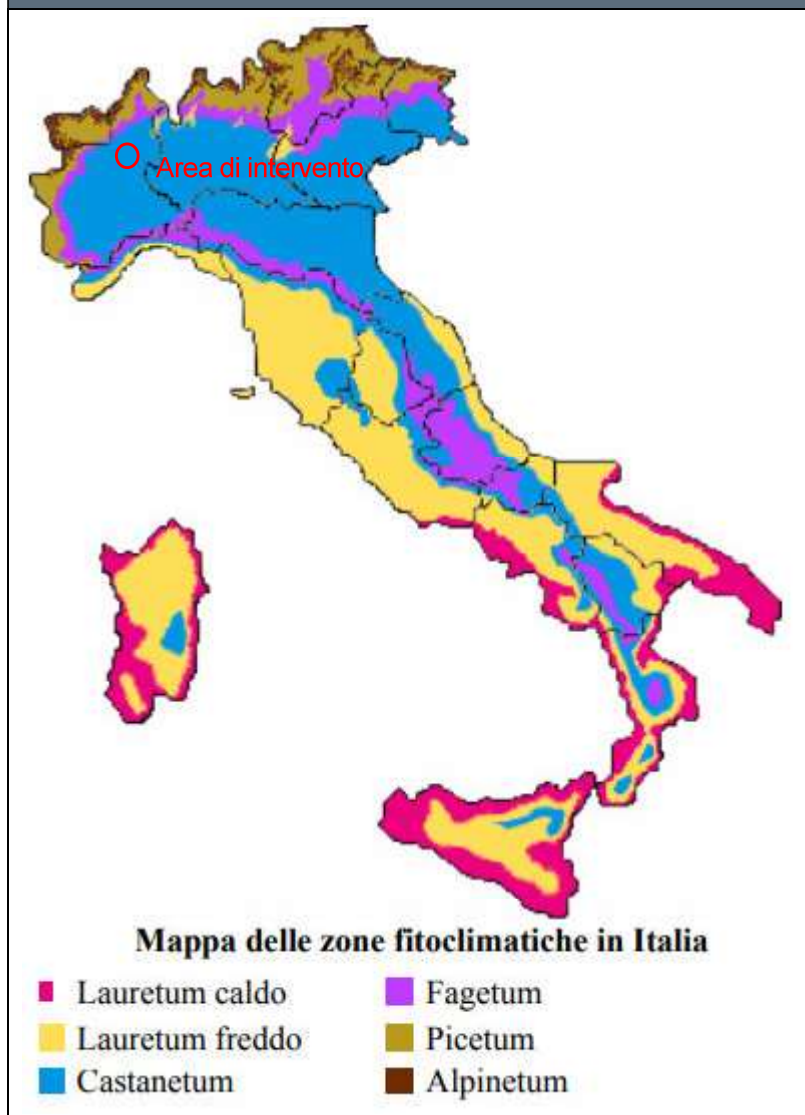 Area di intervento
Mappa delle zone fitoclimatiche in Italia
Lauretum caldo
Fagetum
Lauretum freddo
Picetum
Castanetum
Alpinetum